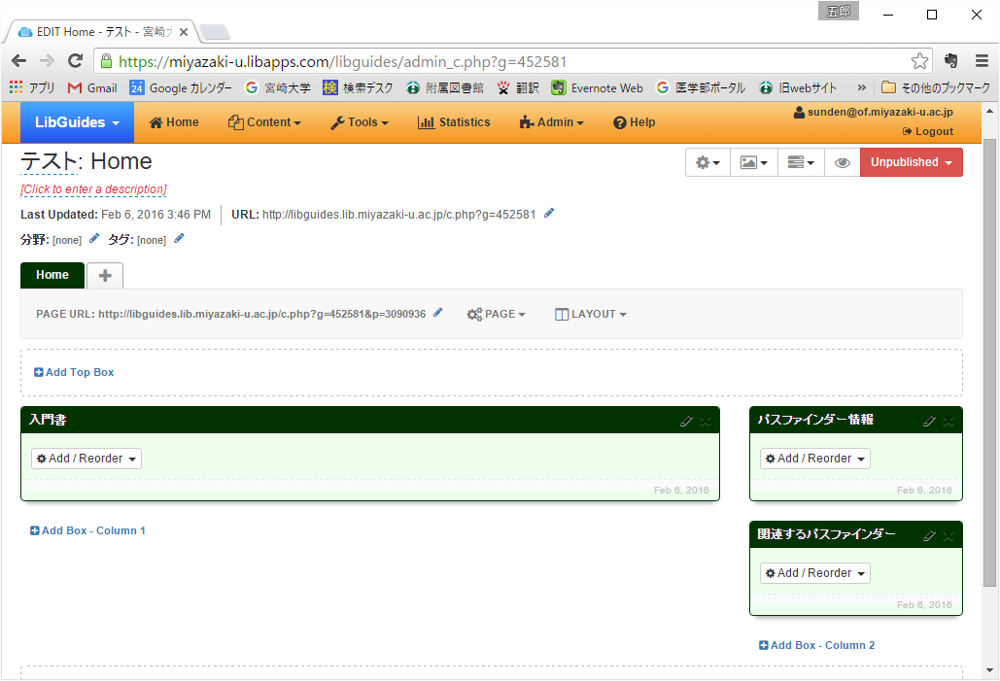 五郎
EDIT Home - テスト - 宮崎大
https://miyazaki-u.libapps.com/libguides/admin_c.php?g=452581
アプリ Gmail 24 Google カレンダー 宮崎大学 検 検索デスク 附属図書館 翻訳 Evernote Web 医学部ポータル 旧webサイト » その他のブックマーク
LibGuides Home Content Tools Statistics Admin Help sunden@of.miyazaki-u.ac.jp
Logout
テスト: Home
Unpublished
[Click to enter a description]
Last Updated: Feb 6, 2016 3:46 PM URL: http://libguides.lib.miyazaki-u.ac.jp/c.php?g=452581
分野: [none] タグ: [none]
Home
PAGE URL: http://libguides.lib.miyazaki-u.ac.jp/c.php?g=452581&p=3090936 PAGE LAYOUT
Add Top Box
入門書
Add / Reorder
Feb 6, 2016
Add Box - Column 1
パスファインダー情報
Add / Reorder
Feb 6, 2016
関連するパスファインダー
Add / Reorder
Feb 6, 2016
Add Box - Column 2